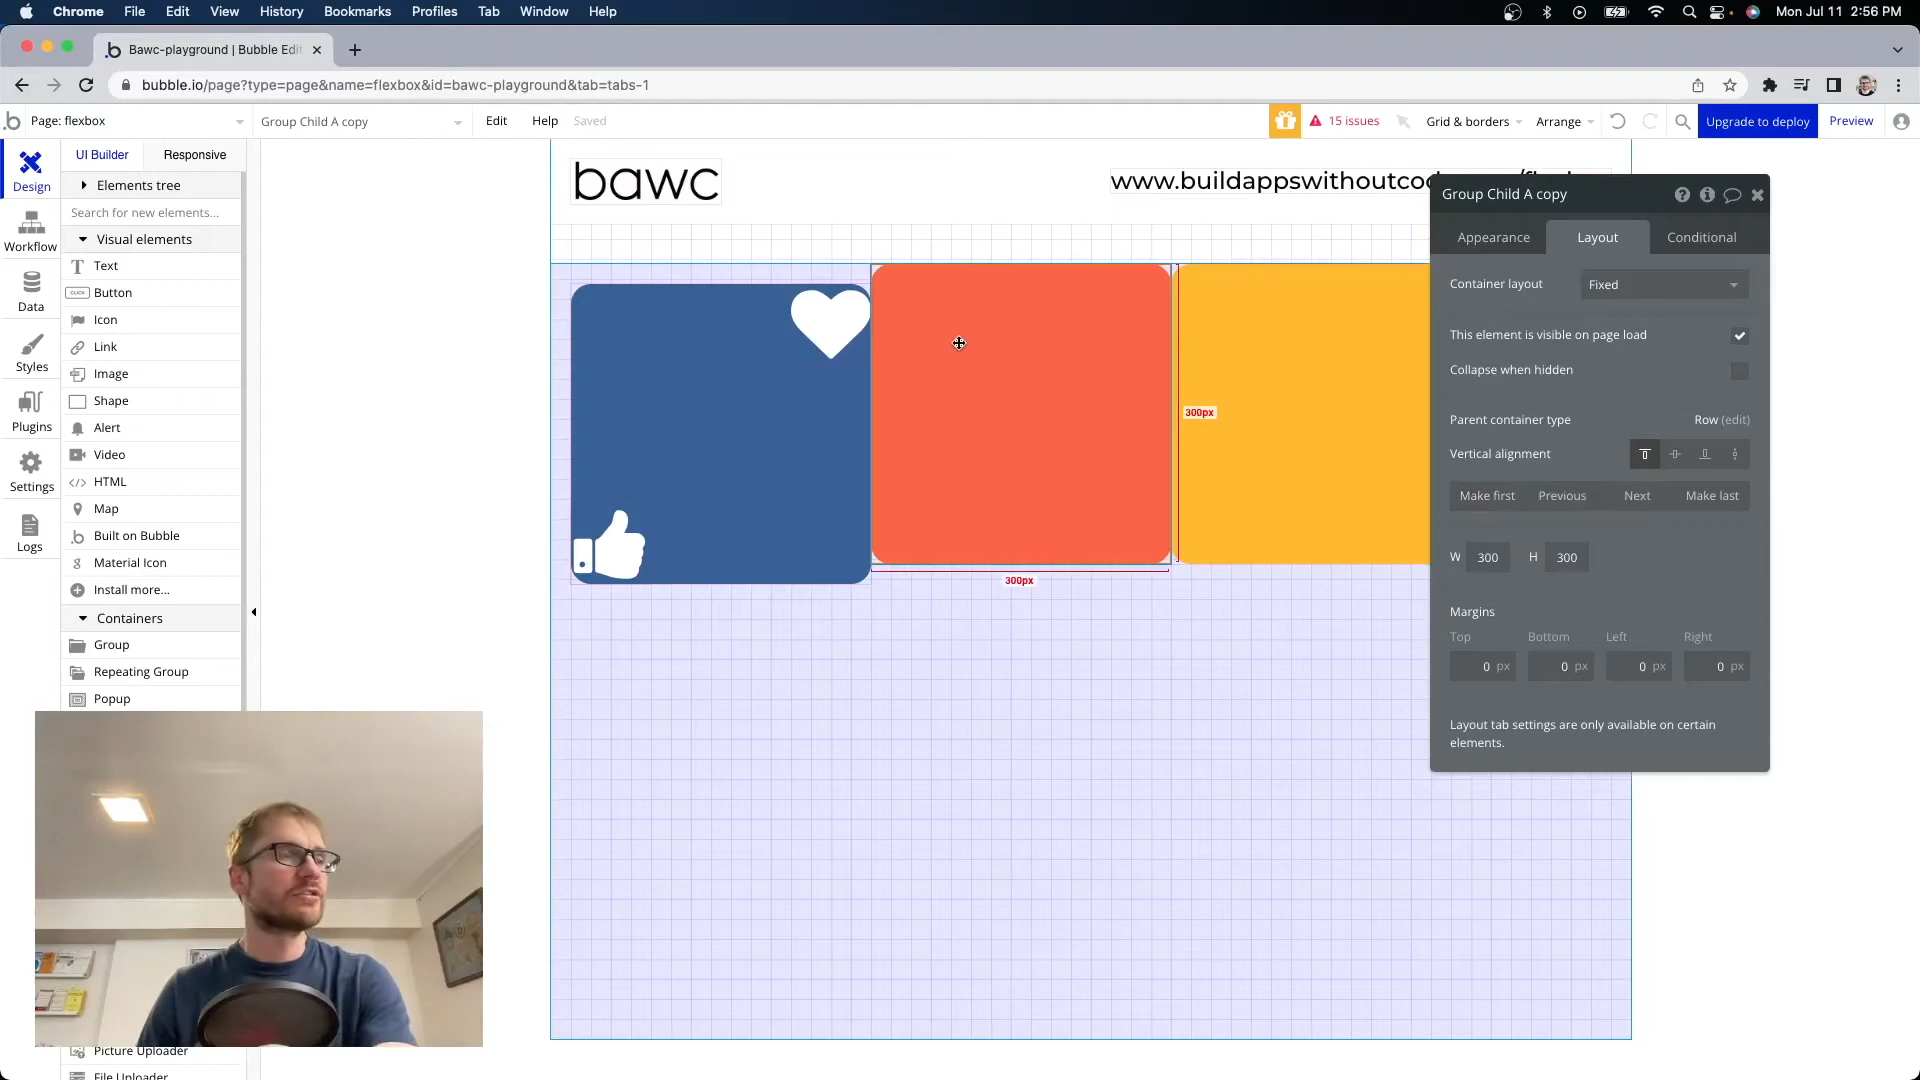 Chrome File Edit View History Bookmarks Profiles Tab Window Help Mon Jul 11 2:56 PM
Bawc-playground | Bubble Edit
bubble.io/page?type=page&name=flexbox&id=bawc-playground&tab=tabs-1
Page: flexbox Group Child A copy Edit Help Saved 15 issues Grid & borders Arrange Upgrade to deploy Preview
Design
Workflow
Data
Styles
Plugins
Settings
Logs
UI Builder Responsive
Elements tree
Search for new elements...
Visual elements
Text
CLICK Button
Icon
Link
Image
Shape
Alert
Video
HTML
Map
Built on Bubble
Material Icon
Install more...
Containers
Group
Repeating Group
Popup
Picture Uploader
File Uploader
bawc
www.buildappswithoutcod
300px
300px
Group Child A copy
Appearance Layout Conditional
Container layout Fixed
This element is visible on page load
Collapse when hidden
Parent container type Row (edit)
Vertical alignment
Make first Previous Next Make last
W 300 H 300
Margins
Top Bottom Left Right
0 px 0 px 0 px 0 px
Layout tab settings are only available on certain
elements.